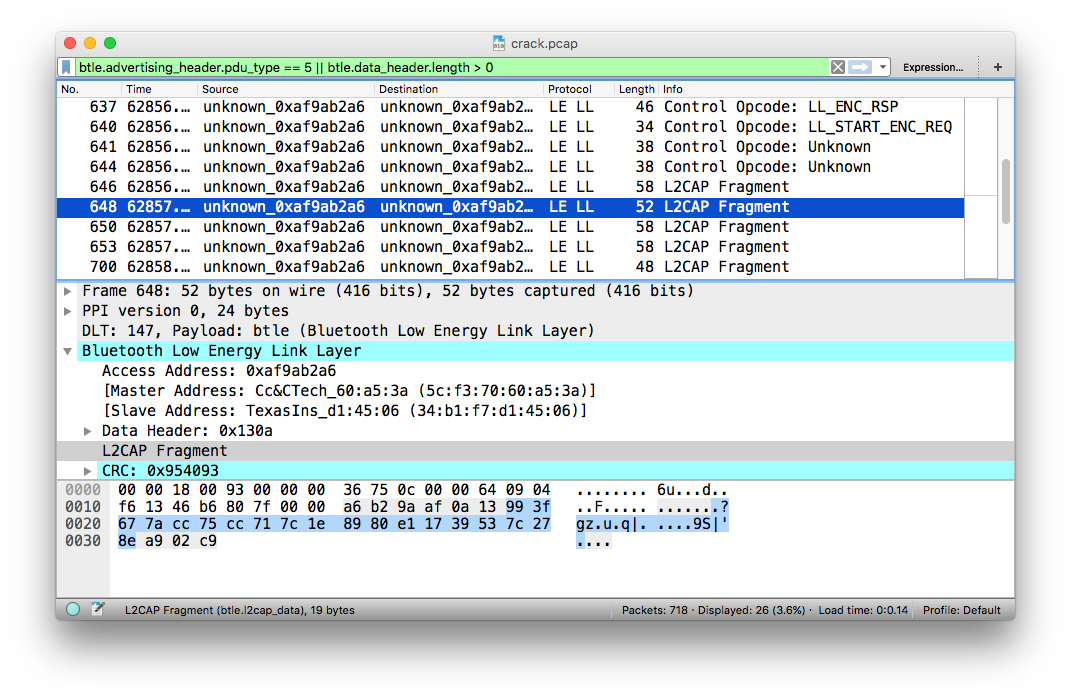 crack.pcap
btle.advertising_header.pdu_type == 5 || btle.data_header.length > 0 Expression... +
No. Time Source Destination Protocol Length Info
637 62856.… unknown_0xaf9ab2a6 unknown_0xaf9ab2… LE LL 46 Control Opcode: LL_ENC_RSP
640 62856.… unknown_0xaf9ab2a6 unknown_0xaf9ab2… LE LL 34 Control Opcode: LL_START_ENC_REQ
641 62856.… unknown_0xaf9ab2a6 unknown_0xaf9ab2… LE LL 38 Control Opcode: Unknown
644 62856.… unknown_0xaf9ab2a6 unknown_0xaf9ab2… LE LL 38 Control Opcode: Unknown
646 62856.… unknown_0xaf9ab2a6 unknown_0xaf9ab2… LE LL 58 L2CAP Fragment
648 62857.… unknown_0xaf9ab2a6 unknown_0xaf9ab2… LE LL 52 L2CAP Fragment
650 62857.… unknown_0xaf9ab2a6 unknown_0xaf9ab2… LE LL 58 L2CAP Fragment
653 62857.… unknown_0xaf9ab2a6 unknown_0xaf9ab2… LE LL 58 L2CAP Fragment
700 62858.… unknown_0xaf9ab2a6 unknown_0xaf9ab2… LE LL 48 L2CAP Fragment
Frame 648: 52 bytes on wire (416 bits), 52 bytes captured (416 bits)
PPI version 0, 24 bytes
DLT: 147, Payload: btle (Bluetooth Low Energy Link Layer)
Bluetooth Low Energy Link Layer
Access Address: 0xaf9ab2a6
[Master Address: Cc&CTech_60:a5:3a (5c:f3:70:60:a5:3a)]
[Slave Address: TexasIns_d1:45:06 (34:b1:f7:d1:45:06)]
Data Header: 0x130a
L2CAP Fragment
CRC: 0x954093
0000 00 00 18 00 93 00 00 00 36 75 0c 00 00 64 09 04 ........ 6u...d..
0010 f6 13 46 b6 80 7f 00 00 a6 b2 9a af 0a 13 99 3f ..F..... .......?
0020 67 7a cc 75 cc 71 7c 1e 89 80 e1 17 39 53 7c 27 gz.u.q|. ....9S|'
0030 8e a9 02 c9 ....
L2CAP Fragment (btle.l2cap_data), 19 bytes Packets: 718 · Displayed: 26 (3.6%) · Load time: 0:0.14 Profile: Default